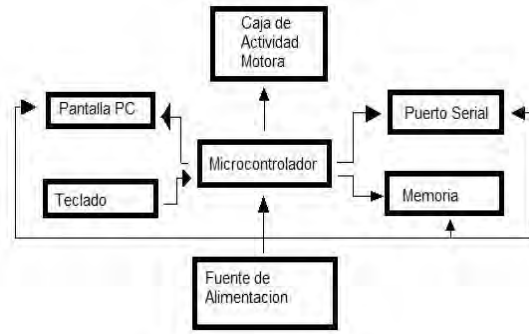 Caja de
Actividad
Motora
Pantalla PC
Puerto Serial
Microcontrolador
Teclado
Memoria
Fuente de
Alimentacion